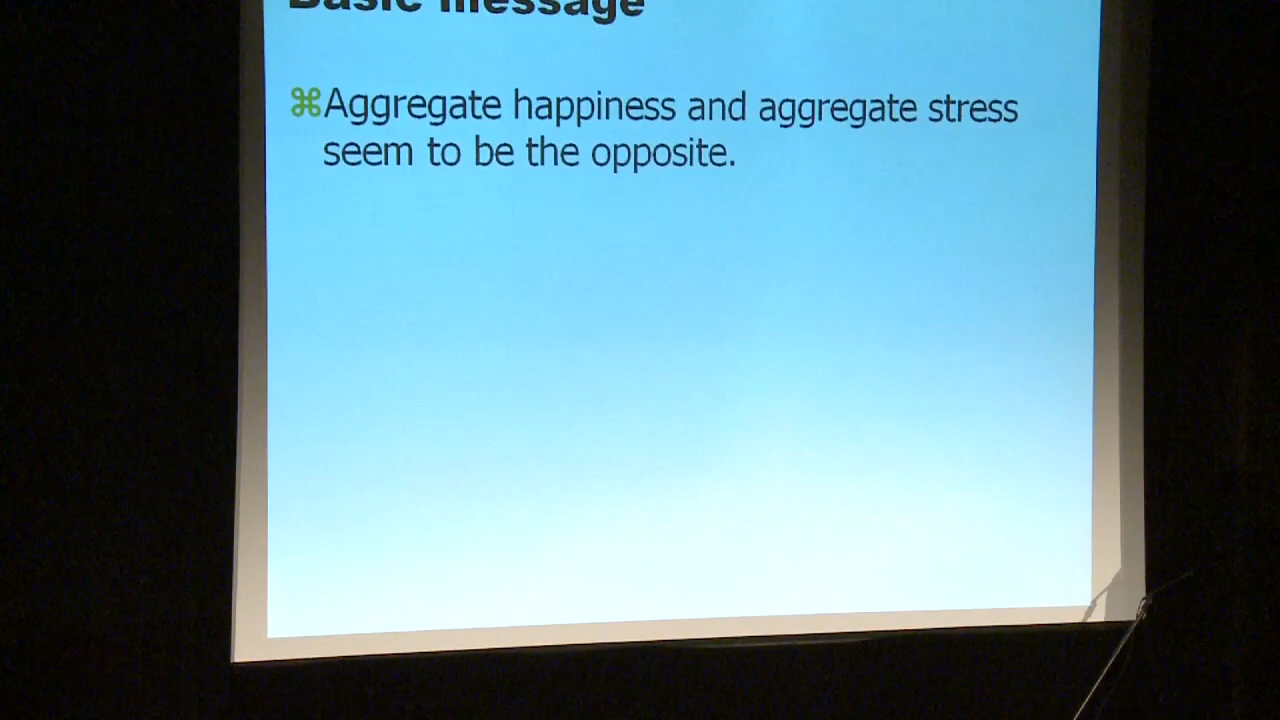 Basic message
⌘Aggregate happiness and aggregate stress
seem to be the opposite.